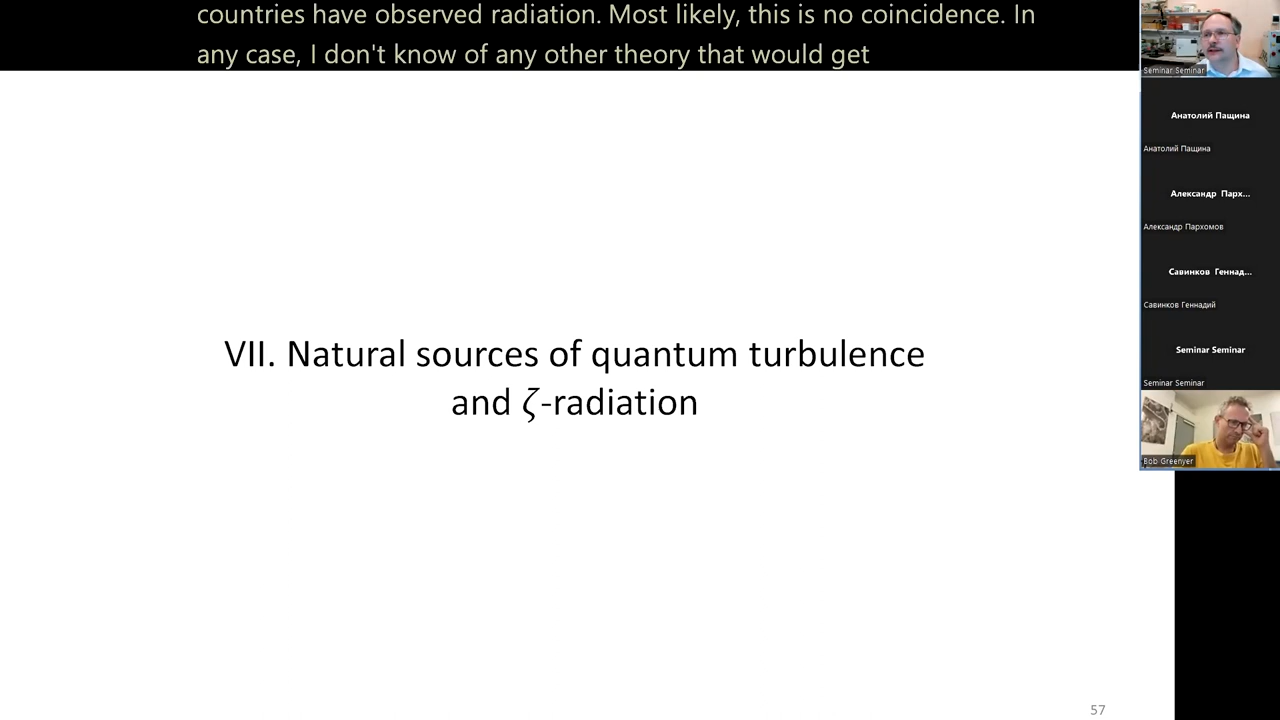 countries have observed radiation. Most likely, this is no coincidence. In
any case, I don't know of any other theory that would get
Seminar Seminar
Анатолий Пащина
Анатолий Пащина
Александр Парх...
Александр Пархомов
Савинков Геннад...
Савинков Геннадий
Seminar Seminar
Seminar Seminar
Bob Greenyer
VII. Natural sources of quantum turbulence
and ζ-radiation
57